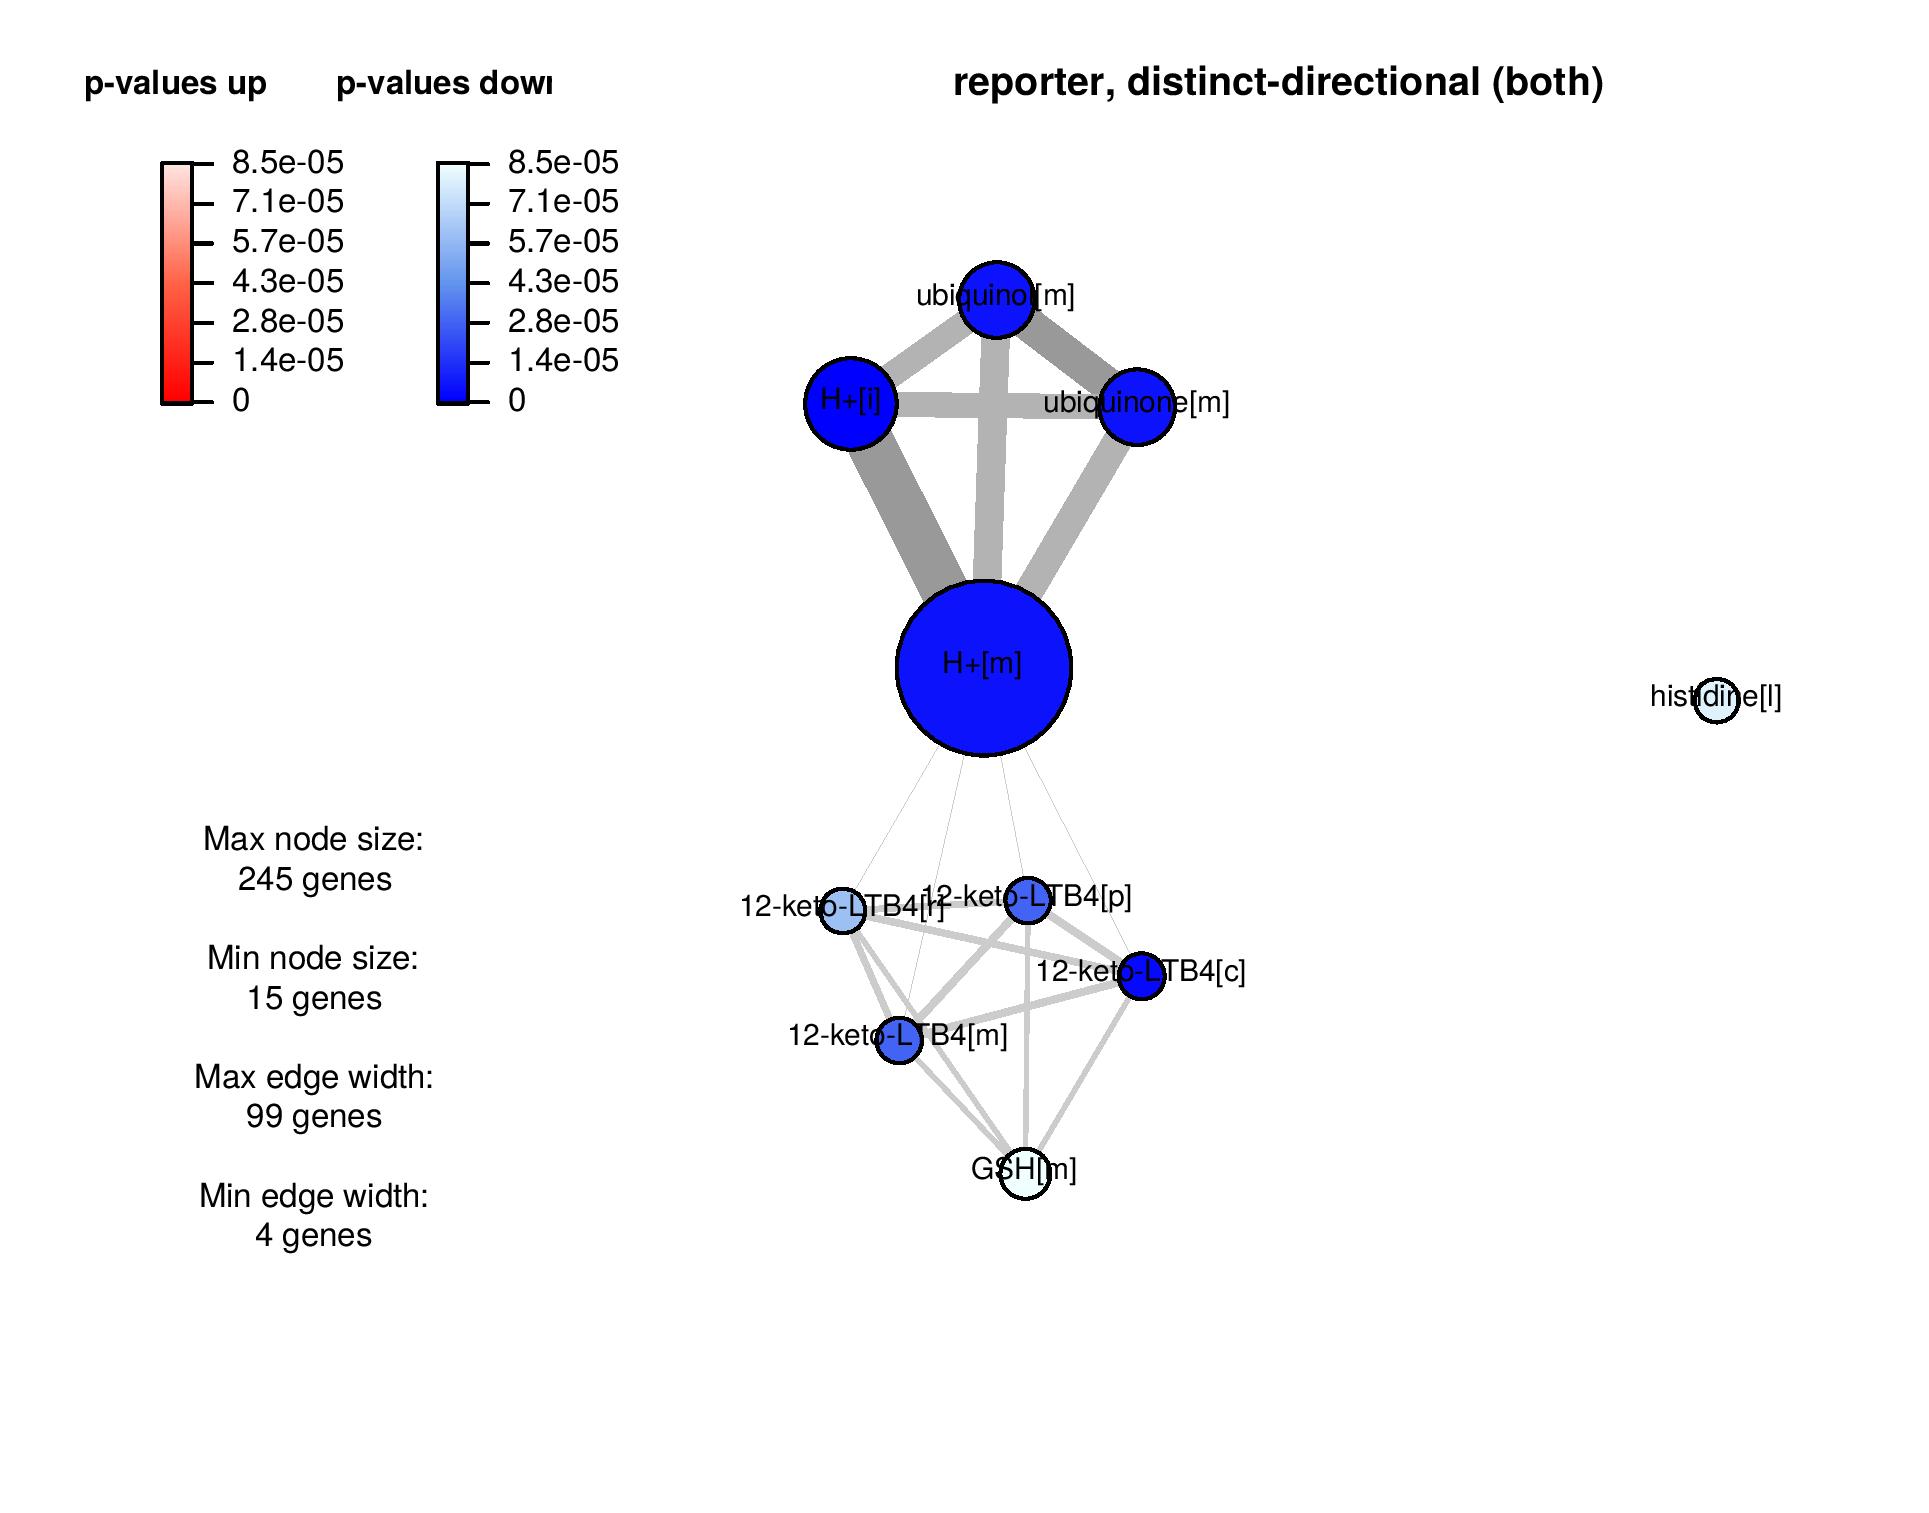 p-values up
p-values down
reporter, distinct-directional (both)
8.5e-05
7.1e-05
5.7e-05
4.3e-05
2.8e-05
1.4e-05
0
8.5e-05
7.1e-05
5.7e-05
4.3e-05
2.8e-05
1.4e-05
0
ubiquinol[m]
H+[i]
ubiquinone[m]
H+[m]
histidine[l]
12-keto-LTB4[r]
12-keto-LTB4[p]
12-keto-LTB4[c]
12-keto-LTB4[m]
GSH[m]
Max node size:
245 genes
Min node size:
15 genes
Max edge width:
99 genes
Min edge width:
4 genes